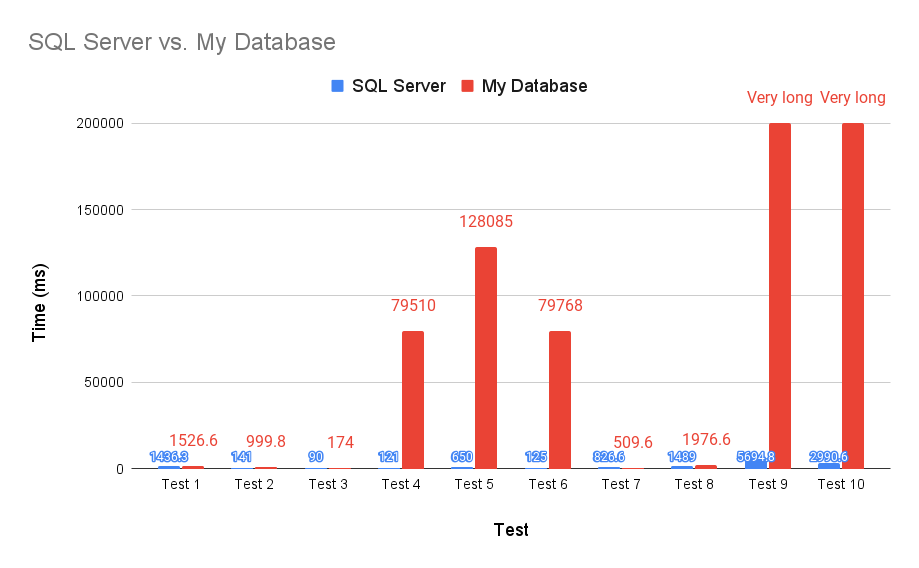 SQL Server vs. My Database
SQL Server My Database
Very long Very long
200000
150000
128085
100000
79510 79768
50000
1526.6 999.8 174 509.6 1976.6
1436.3 141 90 121 650 125 826.6 1489 5694.8 2990.6
0
Test 1 Test 2 Test 3 Test 4 Test 5 Test 6 Test 7 Test 8 Test 9 Test 10
Time (ms)
Test